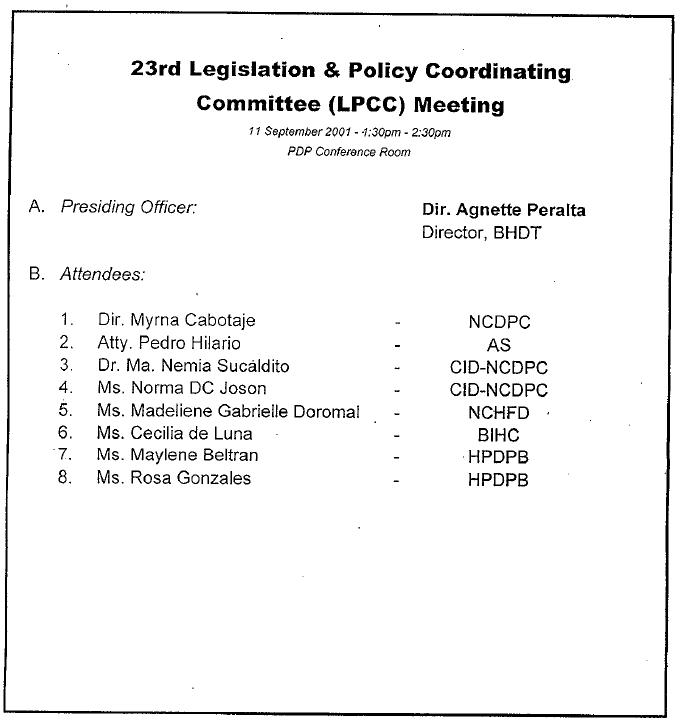 23rd Legislation & Policy Coordinating
Committee (LPCC) Meeting
11 September 2001 - 1:30pm - 2:30pm
PDP Conference Room
A. Presiding Officer: Dir. Agnette Peralta
Director, BHDT
B. Attendees:
1. Dir. Myrna Cabotaje - NCDPC
2. Atty. Pedro Hilario - AS
3. Dr. Ma. Nemia Sucaldito - CID-NCDPC
4. Ms. Norma DC Joson - CID-NCDPC
5. Ms. Madeliene Gabrielle Doromal - NCHFD
6. Ms. Cecilia de Luna - BIHC
7. Ms. Maylene Beltran - HPDPB
8. Ms. Rosa Gonzales - HPDPB